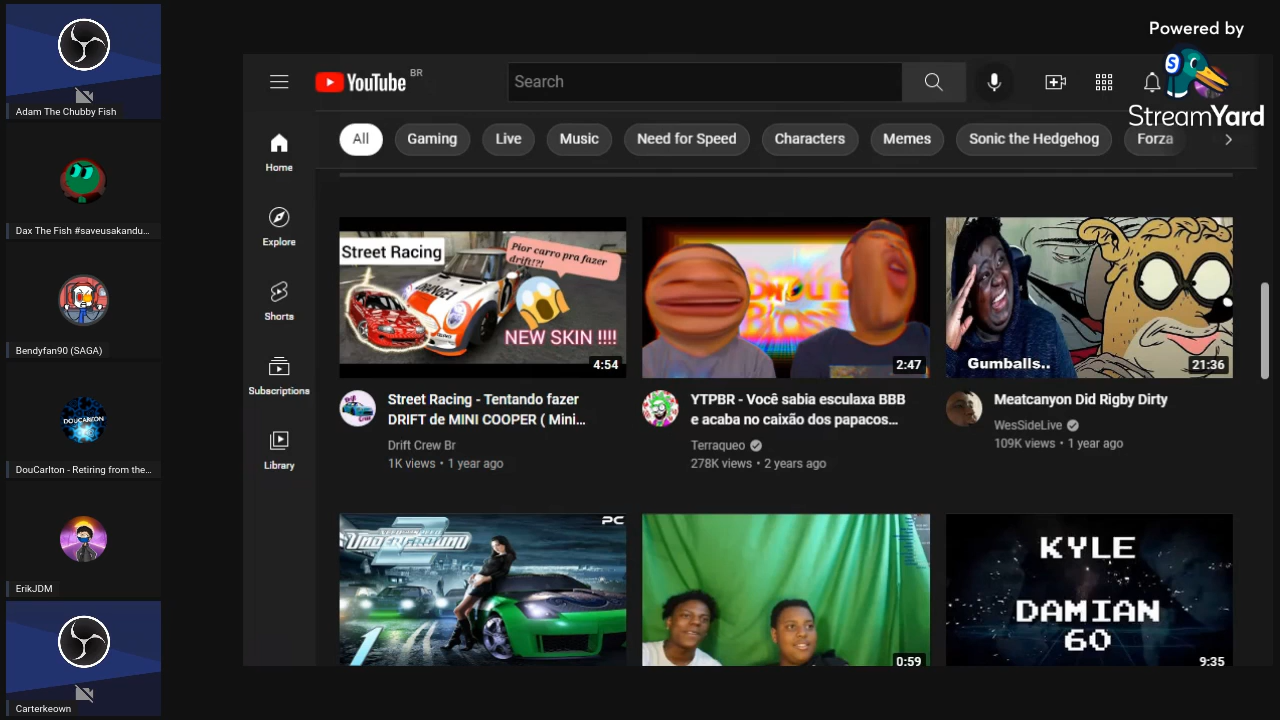 Powered by
StreamYard
Adam The Chubby Fish
Dax The Fish #saveusakandu...
Bendyfan90 (SAGA)
DOUCARLTON
DouCarlton - Retiring from the...
ErikJDM
Carterkeown
YouTube BR
Search
All
Gaming
Live
Music
Need for Speed
Characters
Memes
Sonic the Hedgehog
Forza
Home
Explore
Shorts
Subscriptions
Library
Street Racing
Pior carro pra fazer
drift!?!
NEW SKIN !!!!
4:54
Street Racing - Tentando fazer
DRIFT de MINI COOPER ( Mini...
Drift Crew Br
1K views • 1 year ago
2:47
YTPBR - Você sabia esculaxa BBB
e acaba no caixão dos papacos...
Terraqueo
278K views • 2 years ago
Gumballs..
21:36
Meatcanyon Did Rigby Dirty
WesSideLive
109K views • 1 year ago
PC
UNDERGROUND
1
0:59
KYLE
DAMIAN
60
9:35